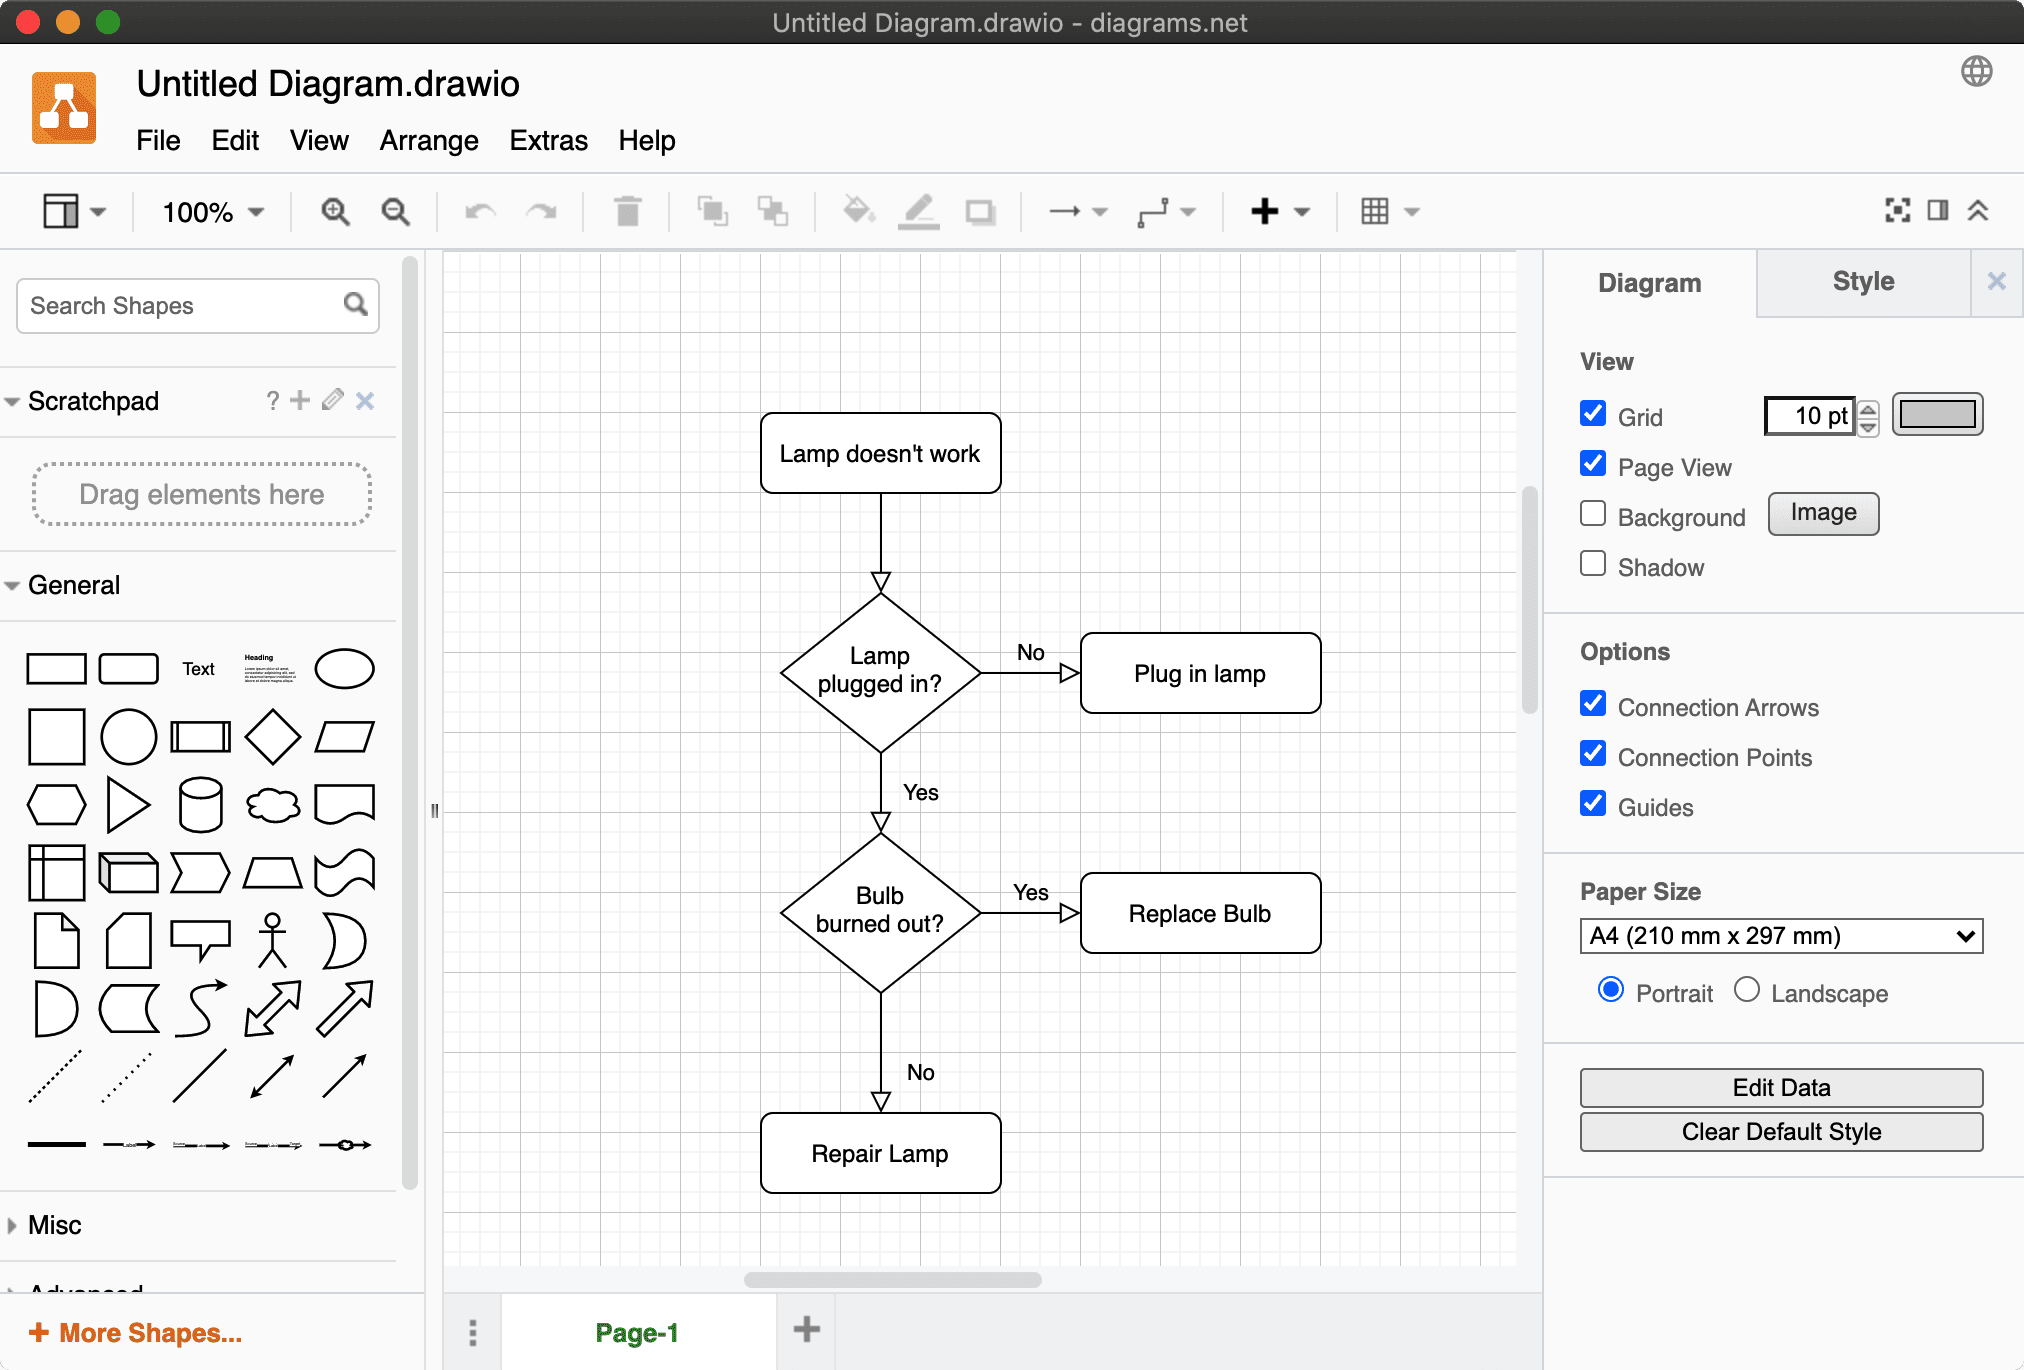 Untitled Diagram.drawio - diagrams.net
Untitled Diagram.drawio
File Edit View Arrange Extras Help
100%
Search Shapes
Scratchpad ?
Drag elements here
General
Text
Heading
Misc
Advanced
+ More Shapes...
Lamp doesn't work
Lamp
plugged in?
No
Plug in lamp
Yes
Bulb
burned out?
Yes
Replace Bulb
No
Repair Lamp
Page-1
Diagram Style
View
Grid 10 pt
Page View
Background Image
Shadow
Options
Connection Arrows
Connection Points
Guides
Paper Size
A4 (210 mm x 297 mm)
Portrait Landscape
Edit Data
Clear Default Style